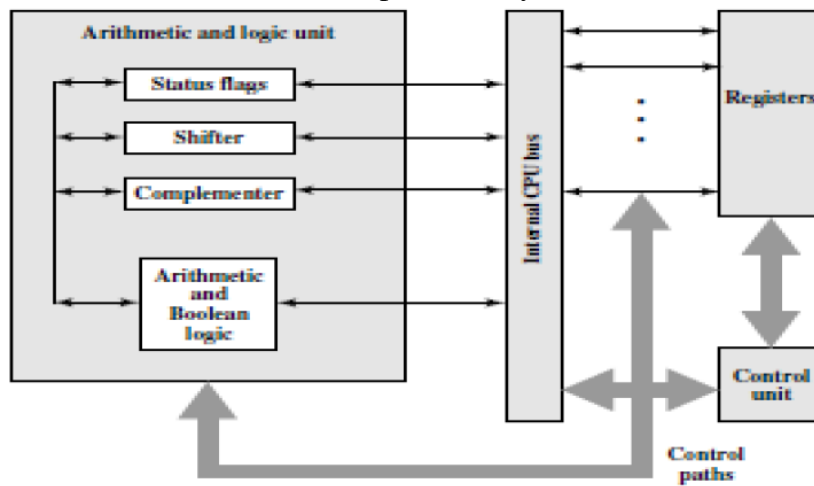 Arithmetic and logic unit
Status flags
Shifter
Complementer
Arithmetic
and
Boolean
logic
Internal CPU bus
Registers
Control
unit
Control
paths